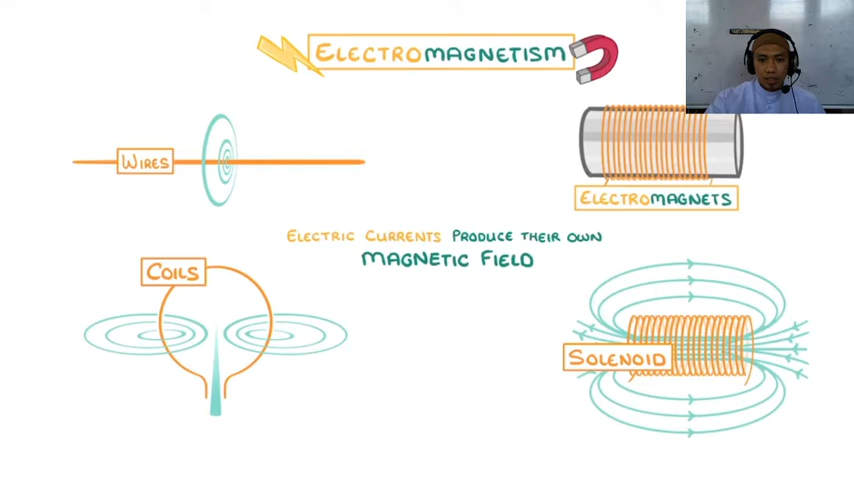 ELECTROMAGNETISM
WIRES
ELECTROMAGNETS
ELECTRIC CURRENTS PRODUCE THEIR OWN
MAGNETIC FIELD
COILS
SOLENOID